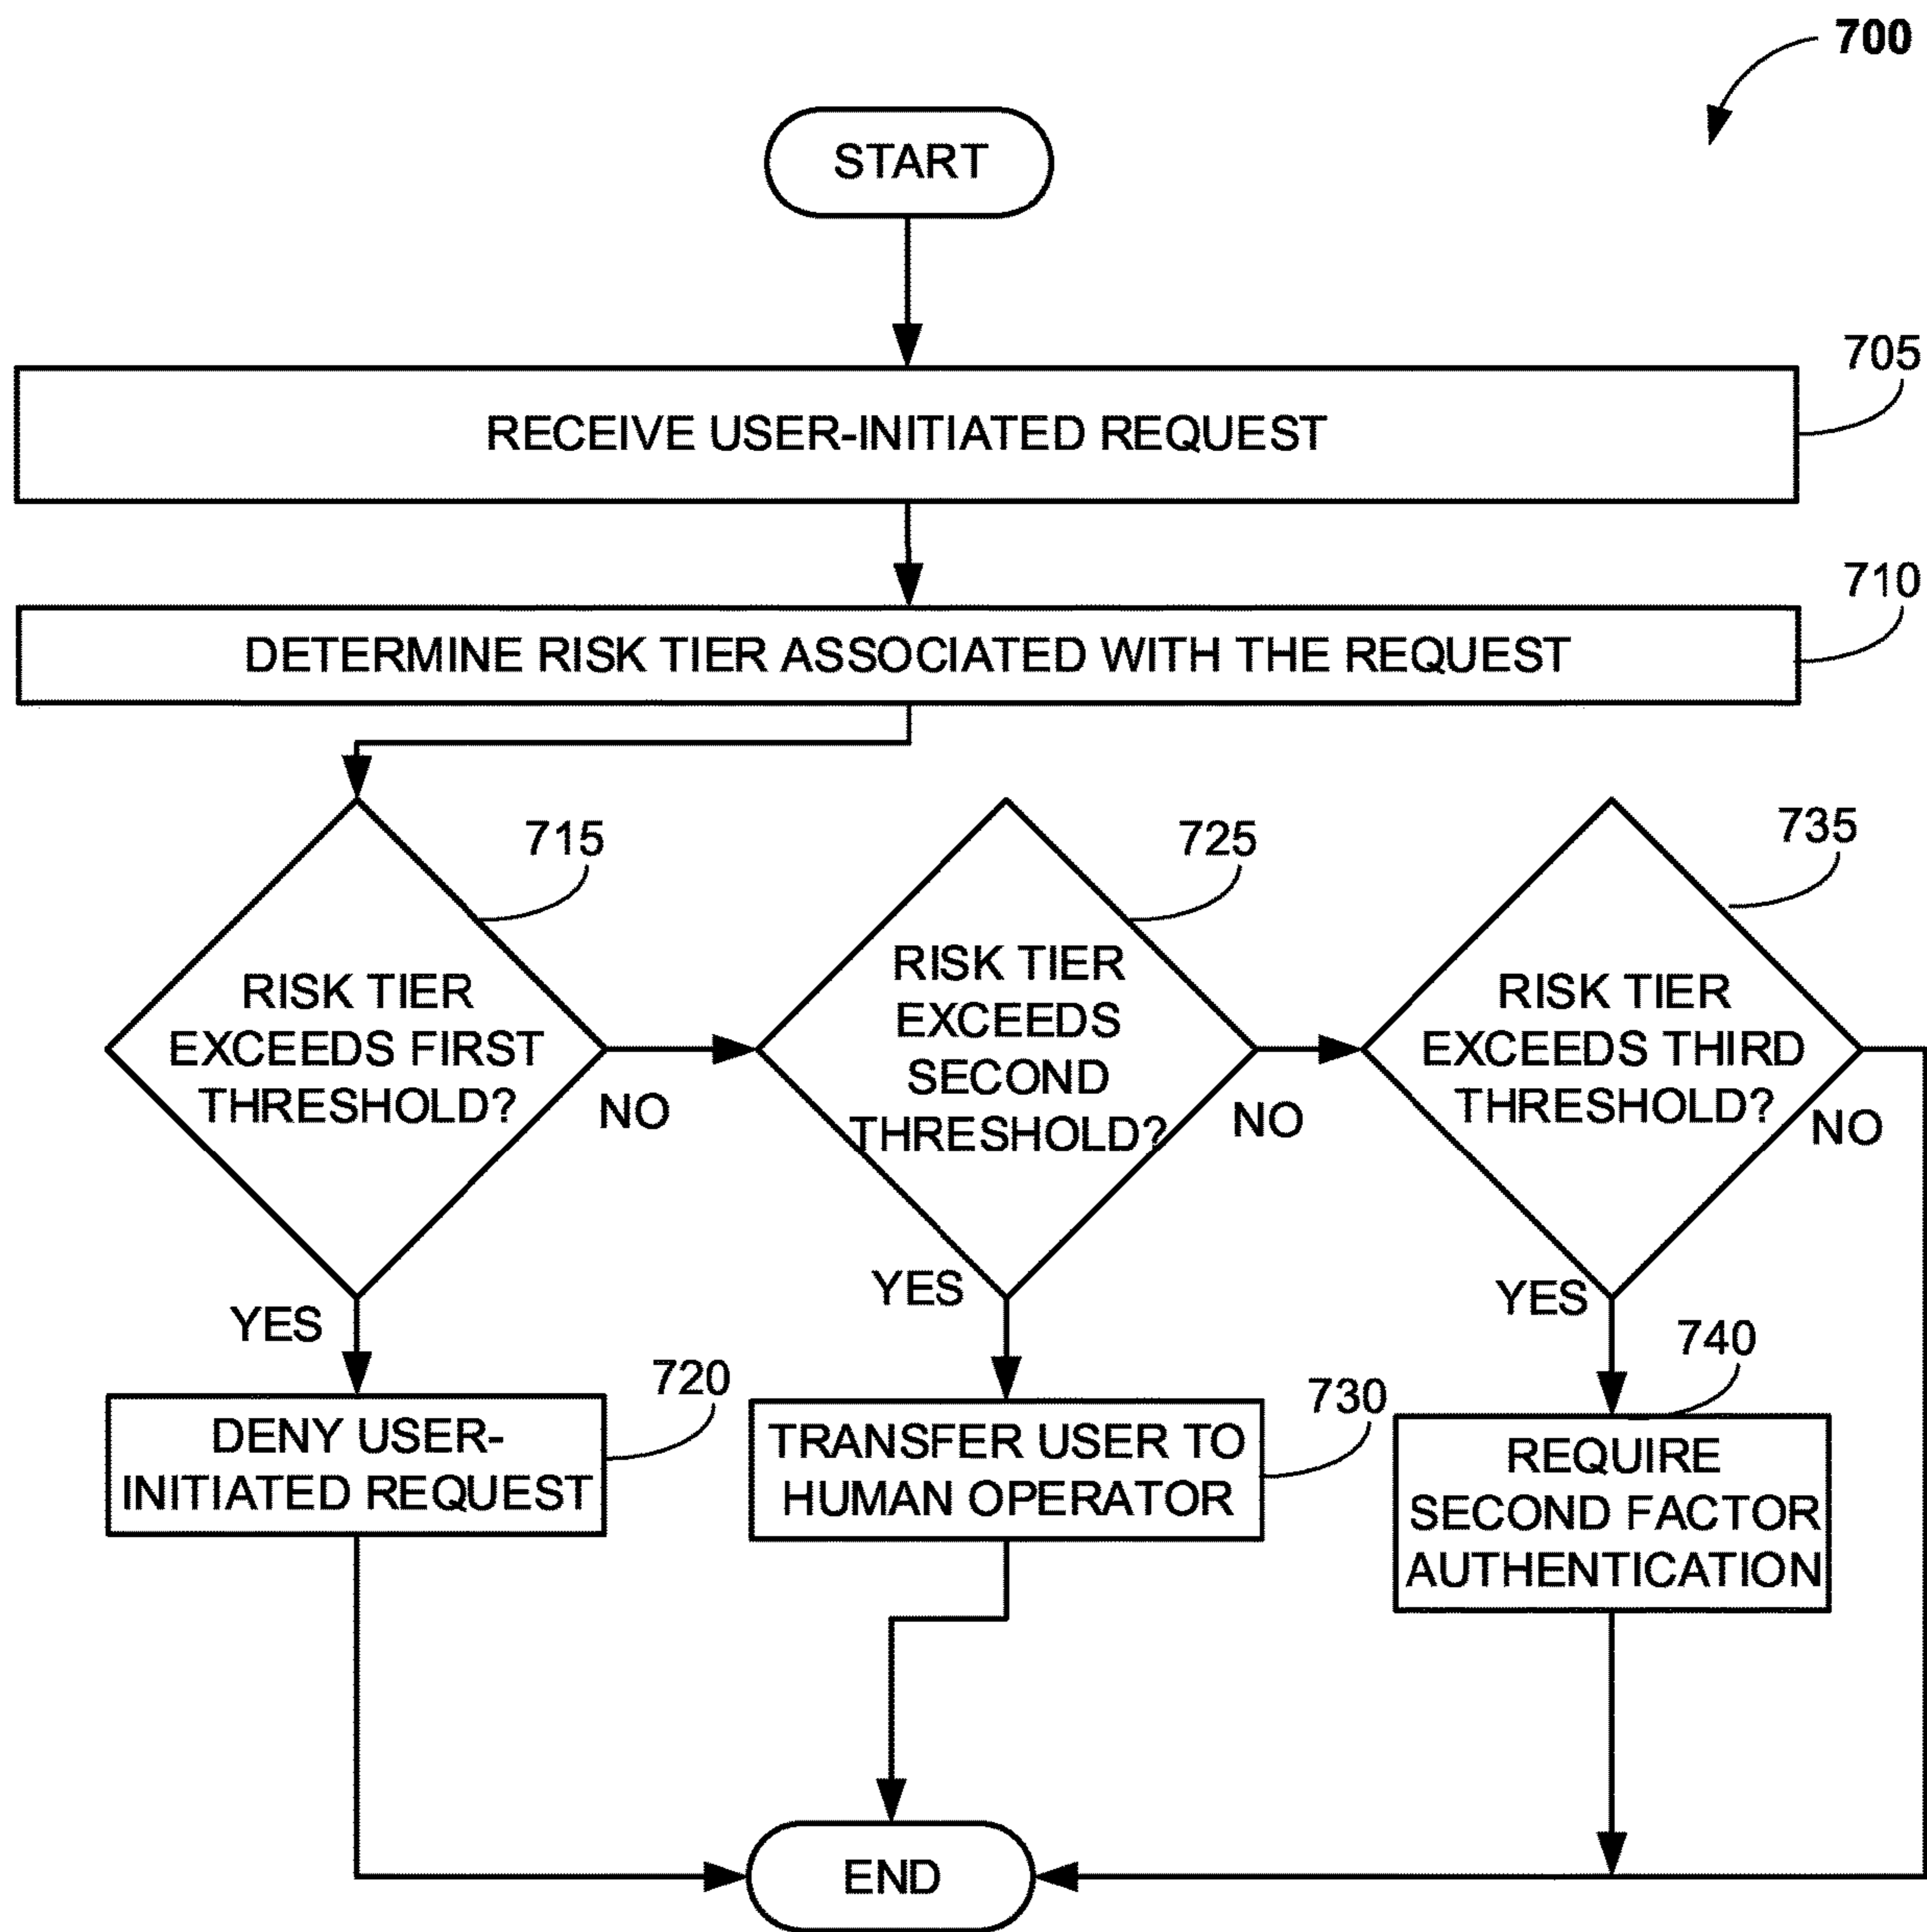 700
START
705
RECEIVE USER-INITIATED REQUEST
710
DETERMINE RISK TIER ASSOCIATED WITH THE REQUEST
715
RISK TIER
EXCEEDS FIRST
THRESHOLD?
NO
YES
725
RISK TIER
EXCEEDS
SECOND
THRESHOLD?
NO
YES
735
RISK TIER
EXCEEDS THIRD
THRESHOLD?
NO
YES
720
DENY USER-
INITIATED REQUEST
730
TRANSFER USER TO
HUMAN OPERATOR
740
REQUIRE
SECOND FACTOR
AUTHENTICATION
END